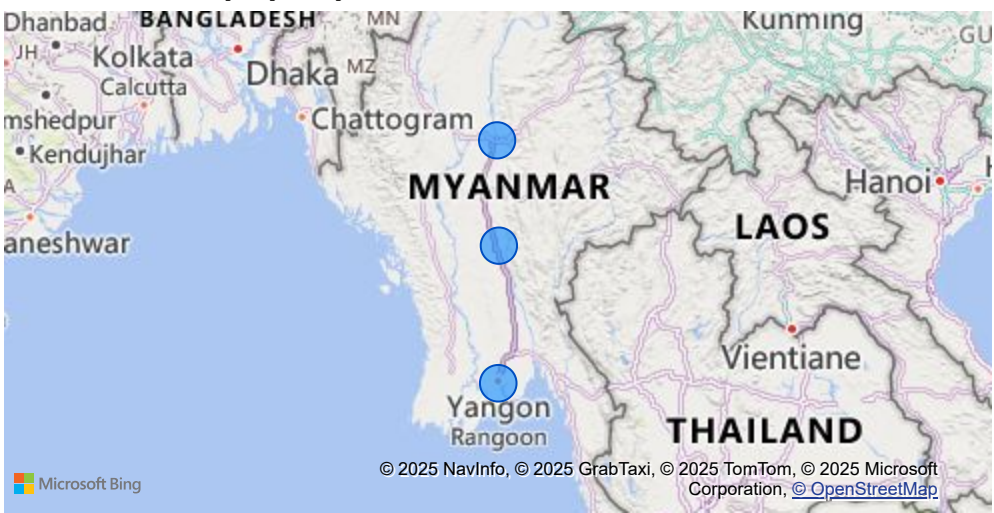 Dhanbad
BANGLADESH
MN
Kunming
JH
Kolkata
GU
Calcutta
Dhaka
MZ
mshedpur
Chattogram
Kendujhar
A
MYANMAR
Hanoi
H
aneshwar
LAOS
Vientiane
Yangon
Rangoon
THAILAND
© 2025 NavInfo, © 2025 GrabTaxi, © 2025 TomTom, © 2025 Microsoft
Corporation, © OpenStreetMap
Microsoft Bing